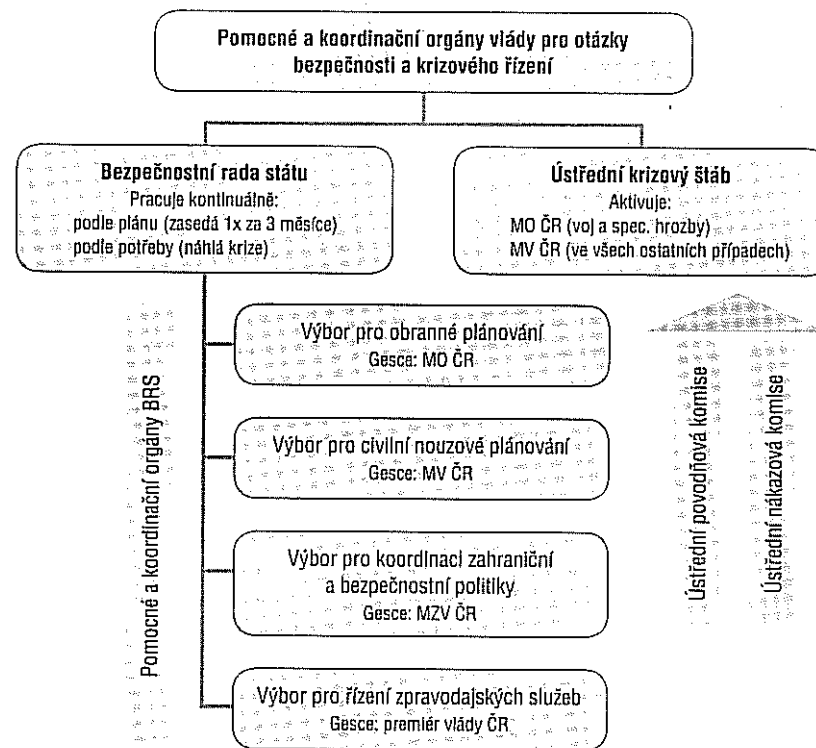 Pomocné a koordinační orgány vlády pro otázky
bezpečnosti a krizového řízení
Bezpečnostní rada státu
Pracuje kontinuálně:
podle plánu (zasedá 1x za 3 měsíce)
podle potřeby (náhlá krize)
Ústřední krizový štáb
Aktivuje:
MO ČR (voj a spec. hrozby)
MV ČR (ve všech ostatních případech)
Pomocné a koordinační orgány BRS
Výbor pro obranné plánování
Gesce: MO ČR
Výbor pro civilní nouzové plánování
Gesce: MV ČR
Výbor pro koordinaci zahraniční
a bezpečnostní politiky
Gesce: MZV ČR
Výbor pro řízení zpravodajských služeb
Gesce: premiér vlády ČR
Ústřední povodňová komise
Ústřední nákazová komise